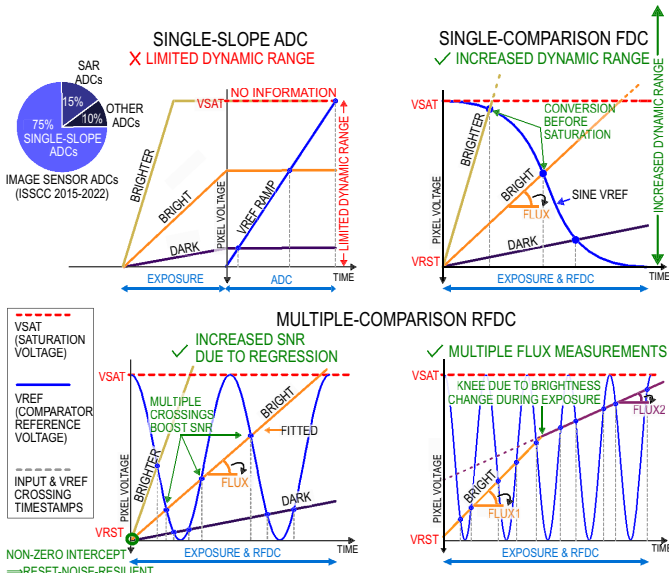 SINGLE-SLOPE ADC
✗ LIMITED DYNAMIC RANGE
SAR
ADCs
15%
10%
OTHER
ADCs
75%
SINGLE-SLOPE
ADCs
IMAGE SENSOR ADCs
(ISSCC 2015-2022)
NO INFORMATION
VSAT
BRIGHTER
BRIGHT
DARK
PIXEL VOLTAGE
VREF RAMP
LIMITED DYNAMIC RANGE
TIME
EXPOSURE
ADC
SINGLE-COMPARISON FDC
✓ INCREASED DYNAMIC RANGE
VSAT
CONVERSION
BEFORE
SATURATION
BRIGHTER
BRIGHT
FLUX
SINE VREF
DARK
PIXEL VOLTAGE
VRST
TIME
EXPOSURE & RFDC
INCREASED DYNAMIC RANGE
MULTIPLE-COMPARISON RFDC
VSAT
(SATURATION
VOLTAGE)
VREF
(COMPARATOR
REFERENCE
VOLTAGE)
INPUT & VREF
CROSSING
TIMESTAMPS
✓ INCREASED SNR
DUE TO REGRESSION
VSAT
MULTIPLE
CROSSINGS
BOOST SNR
BRIGHTER
BRIGHT
FITTED
FLUX
DARK
PIXEL VOLTAGE
VRST
TIME
EXPOSURE & RFDC
NON-ZERO INTERCEPT
⟹RESET-NOISE-RESILIENT
✓ MULTIPLE FLUX MEASUREMENTS
VSAT
KNEE DUE TO BRIGHTNESS
CHANGE DURING EXPOSURE
FLUX2
BRIGHT
FLUX1
PIXEL VOLTAGE
VRST
TIME
EXPOSURE & RFDC